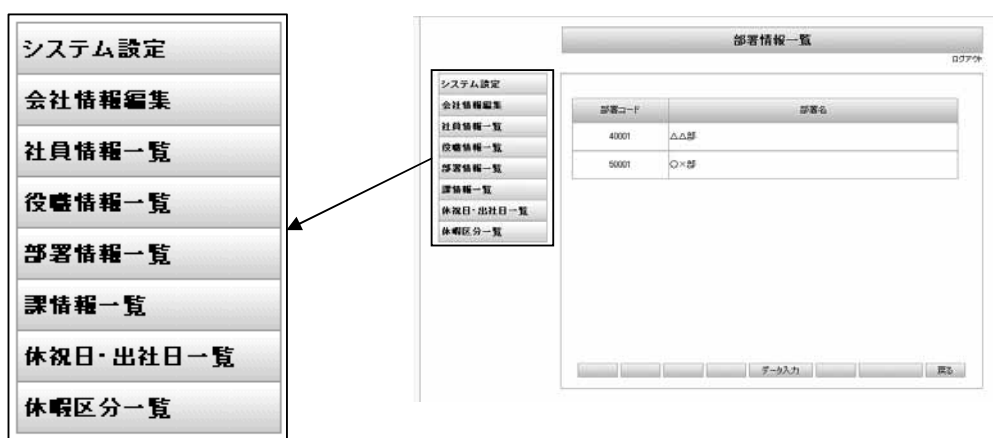 システム設定
会社情報編集
社員情報一覧
役職情報一覧
部署情報一覧
課情報一覧
休祝日・出社日一覧
休暇区分一覧
部署情報一覧
ログアウト
システム設定
会社情報編集
社員情報一覧
役職情報一覧
部署情報一覧
課情報一覧
休祝日・出社日一覧
休暇区分一覧
部署コード 部署名
40001 △△部
50001 〇×部
データ入力 戻る